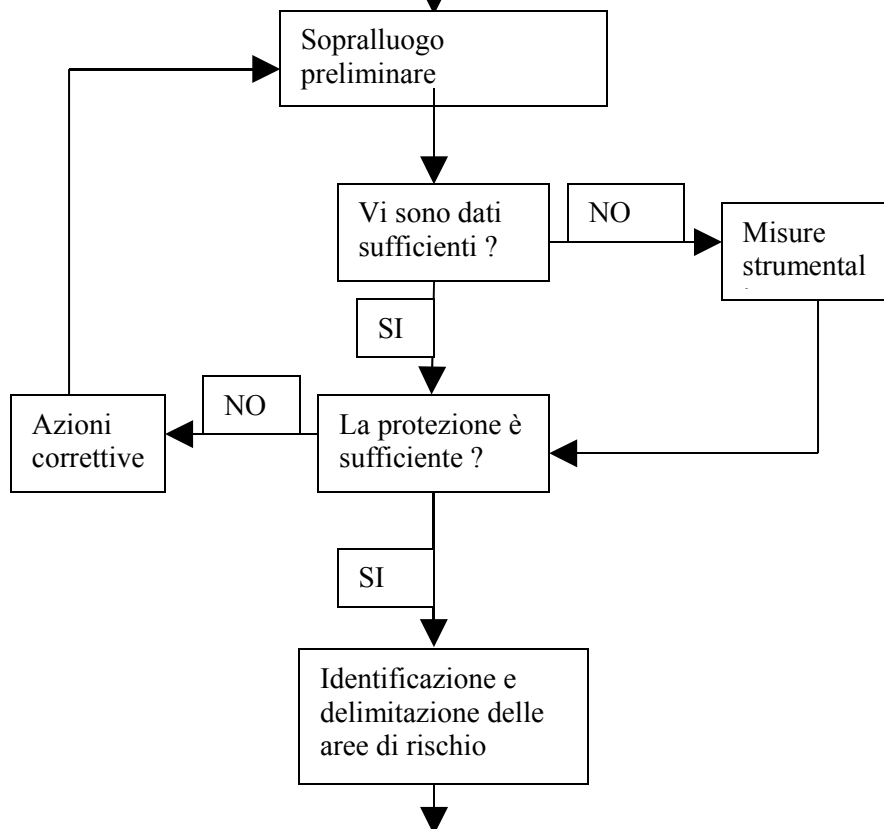 Sopralluogo
preliminare
Vi sono dati
sufficienti ?
NO
Misure
strumental
SI
NO
Azioni
correttive
La protezione è
sufficiente ?
SI
Identificazione e
delimitazione delle
aree di rischio